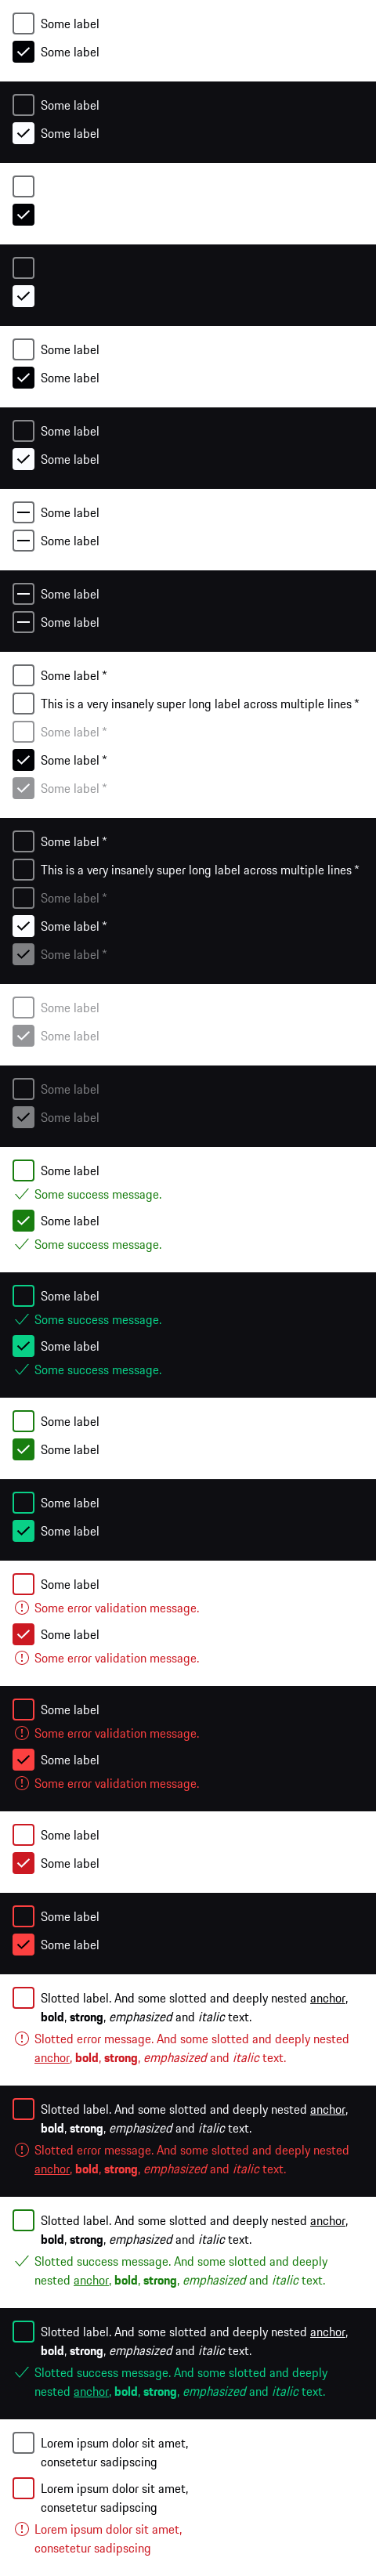 Some label
Some label
Some label
Some label
Some label
Some label
Some label
Some label
Some label
Some label
Some label
Some label
Some label *
This is a very insanely super long label across multiple lines *
Some label *
Some label *
Some label *
Some label *
This is a very insanely super long label across multiple lines *
Some label *
Some label *
Some label *
Some label
Some label
Some label
Some label
Some label
Some success message.
Some label
Some success message.
Some label
Some success message.
Some label
Some success message.
Some label
Some label
Some label
Some label
Some label
Some error validation message.
Some label
Some error validation message.
Some label
Some error validation message.
Some label
Some error validation message.
Some label
Some label
Some label
Some label
Slotted label. And some slotted and deeply nested anchor,
bold, strong, emphasized and italic text.
Slotted error message. And some slotted and deeply nested
anchor, bold, strong, emphasized and italic text.
Slotted label. And some slotted and deeply nested anchor,
bold, strong, emphasized and italic text.
Slotted error message. And some slotted and deeply nested
anchor, bold, strong, emphasized and italic text.
Slotted label. And some slotted and deeply nested anchor,
bold, strong, emphasized and italic text.
Slotted success message. And some slotted and deeply
nested anchor, bold, strong, emphasized and italic text.
Slotted label. And some slotted and deeply nested anchor,
bold, strong, emphasized and italic text.
Slotted success message. And some slotted and deeply
nested anchor, bold, strong, emphasized and italic text.
Lorem ipsum dolor sit amet,
consetur sadipscing
Lorem ipsum dolor sit amet,
consetur sadipscing
Lorem ipsum dolor sit amet,
consetetur sadipscing